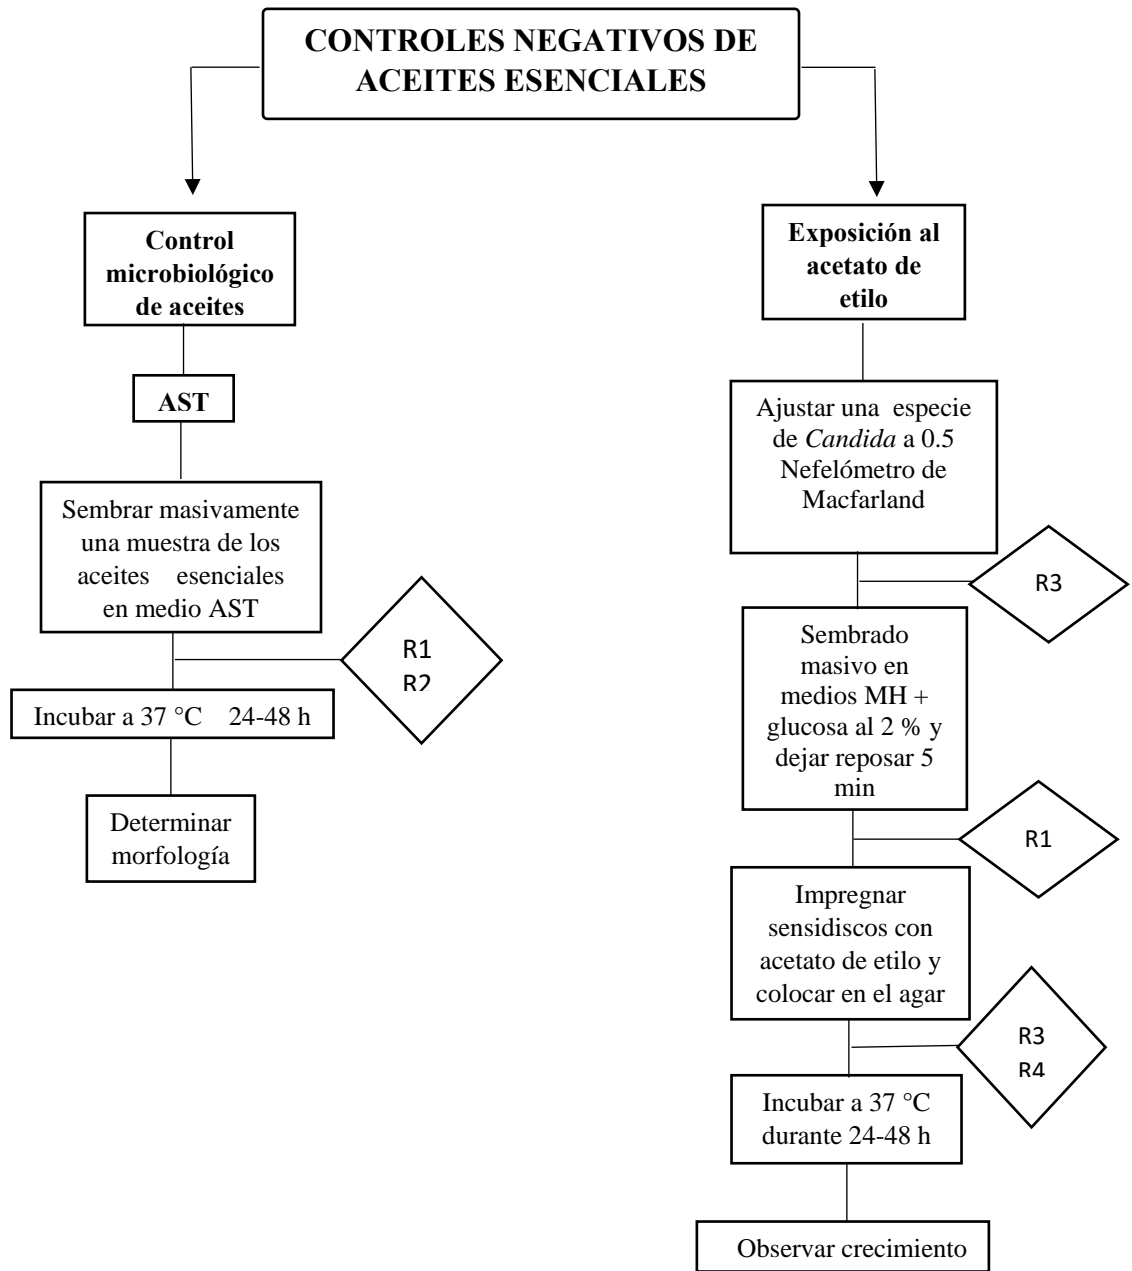 CONTROLES NEGATIVOS DE
ACEITES ESENCIALES
Control
microbiológico
de aceites
AST
Sembrar masivamente
una muestra de los
aceites esenciales
en medio AST
R1
R2
Incubar a 37 °C 24-48 h
Determinar
morfología
Exposición al
acetato de
etilo
Ajustar una especie
de Candida a 0.5
Nefelómetro de
Macfarland
R3
Sembrado
masivo en
medios MH +
glucosa al 2 % y
dejar reposar 5
min
R1
Impregnar
sensidiscos con
acetato de etilo y
colocar en el agar
R3
R4
Incubar a 37 °C
durante 24-48 h
Observar crecimiento